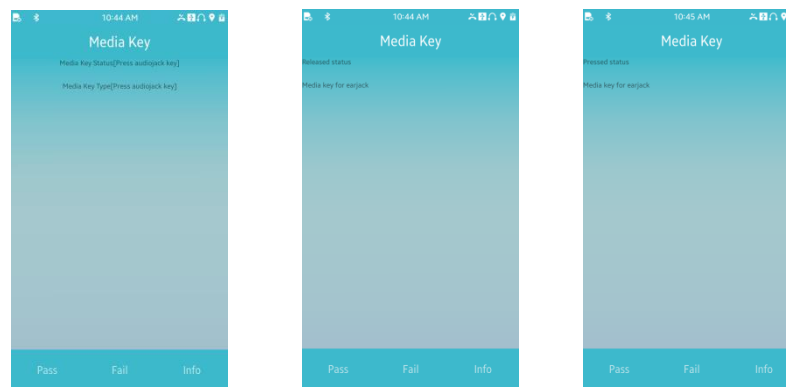 10:44 AM
Media Key
Media Key Status[Press audiojack key]
Media Key Type[Press audiojack key]
Pass Fail Info
10:44 AM
Media Key
Released status
Media key for earjack
Pass Fail Info
10:45 AM
Media Key
Pressed status
Media key for earjack
Pass Fail Info